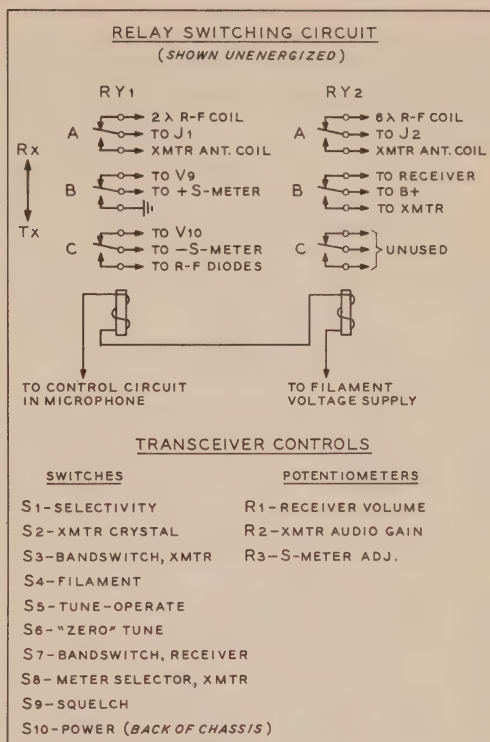 RELAY SWITCHING CIRCUIT
(SHOWN UNENERGIZED)
RY1
A
2λ R-F COIL
TO J1
XMTR ANT. COIL
Rx
Tx
B
TO V9
TO + S-METER
C
TO V10
TO – S-METER
TO R-F DIODES
RY2
A
6λ R-F COIL
TO J2
XMTR ANT. COIL
B
TO RECEIVER
TO B+
TO XMTR
C
UNUSED
TO CONTROL CIRCUIT
IN MICROPHONE
TO FILAMENT
VOLTAGE SUPPLY
TRANSCEIVER CONTROLS
SWITCHES
S1-SELECTIVITY
S2-XMTR CRYSTAL
S3-BANDSWITCH, XMTR
S4-FILAMENT
S5-TUNE-OPERATE
S6-"ZERO" TUNE
S7-BANDSWITCH, RECEIVER
S8-METER SELECTOR, XMTR
S9-SQUELCH
S10-POWER (BACK OF CHASSIS)
POTENTIOMETERS
R1-RECEIVER VOLUME
R2-XMTR AUDIO GAIN
R3-S-METER ADJ.